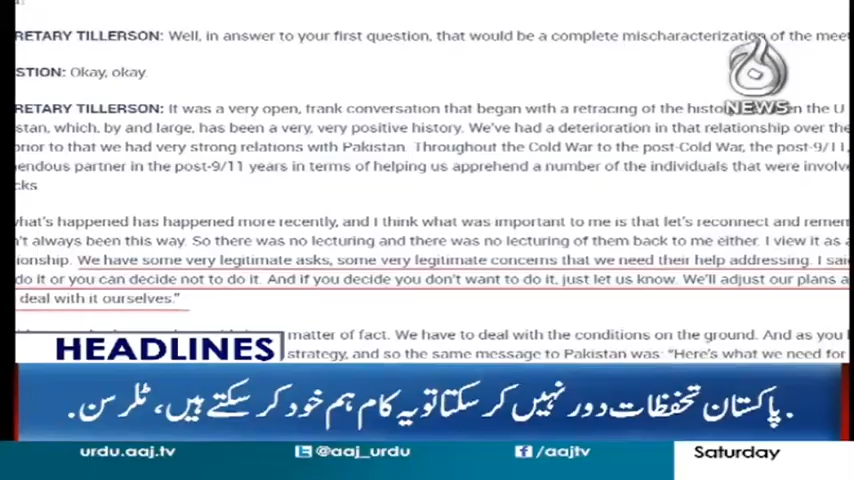 RETARY TILLERSON: Well, in answer to your first question, that would be a complete mischaracterization of the mee
STION: Okay, okay.
RETARY TILLERSON: It was a very open, frank conversation that began with a retracing of the histo en the U
stan, which, by and large, has been a very, very positive history. We've had a deterioration in that relationship over the
prior to that we had very strong relations with Pakistan. Throughout the Cold War to the post-Cold War, the post-9/11,
endous partner in the post-9/11 years in terms of helping us apprehend a number of the individuals that were involve
cks.
what's happened has happened more recently, and I think what was important to me is that let's reconnect and remem
n't always been this way. So there was no lecturing and there was no lecturing of them back to me either. I view it as a
ionship. We have some very legitimate asks, some very legitimate concerns that we need their help addressing. I said
do it or you can decide not to do it. And if you decide you don't want to do it, just let us know. We'll adjust our plans a
deal with it ourselves."
matter of fact. We have to deal with the conditions on the ground. And as you
strategy, and so the same message to Pakistan was: "Here's what we need for
NEWS
HEADLINES
. پاکستان تحفظات دور نہیں کر سکتا تو یہ کام ہم خود کر سکتے ہیں، ٹلرسن .
urdu.aaj.tv @aaj_urdu /aajtv Saturday